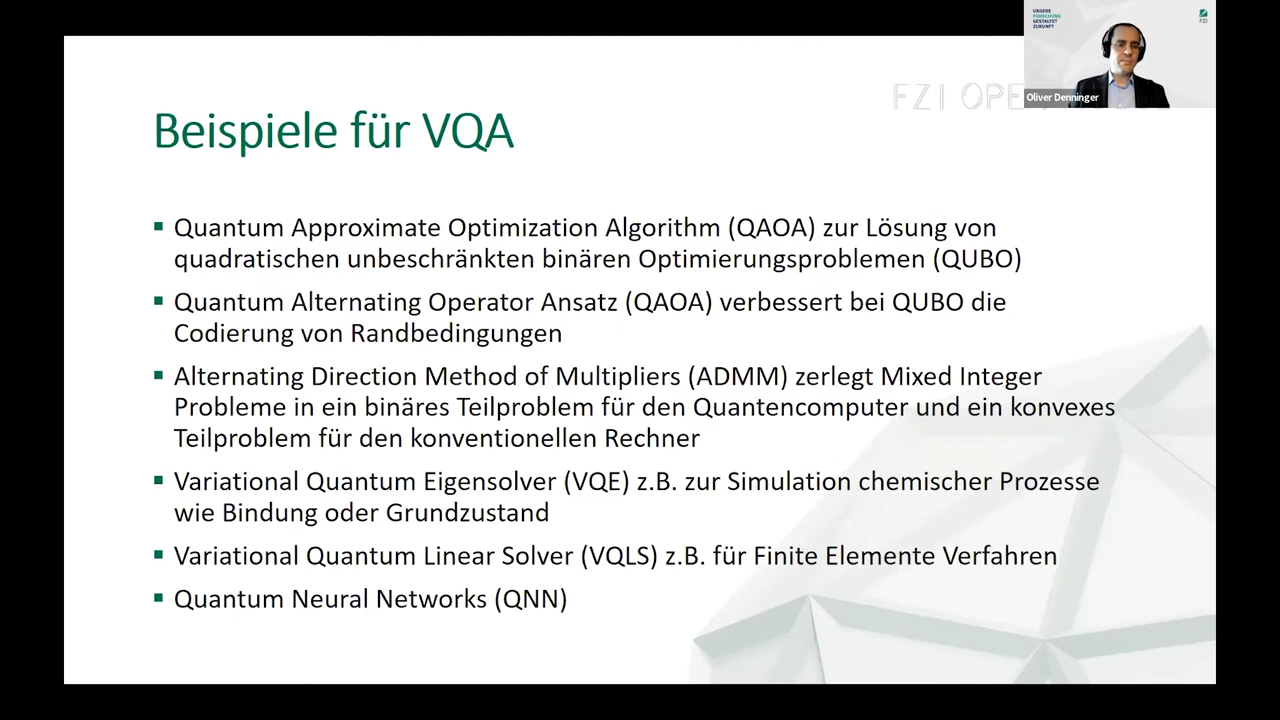 UNSERE
FORSCHUNG
GESTALTET
ZUKUNFT
FZI
Oliver Denninger
FZI OPE
Beispiele für VQA
Quantum Approximate Optimization Algorithm (QAOA) zur Lösung von
quadratischen unbeschränkten binären Optimierungsproblemen (QUBO)
Quantum Alternating Operator Ansatz (QAOA) verbessert bei QUBO die
Codierung von Randbedingungen
Alternating Direction Method of Multipliers (ADMM) zerlegt Mixed Integer
Probleme in ein binäres Teilproblem für den Quantencomputer und ein konvexes
Teilproblem für den konventionellen Rechner
Variational Quantum Eigensolver (VQE) z.B. zur Simulation chemischer Prozesse
wie Bindung oder Grundzustand
Variational Quantum Linear Solver (VQLS) z.B. für Finite Elemente Verfahren
Quantum Neural Networks (QNN)